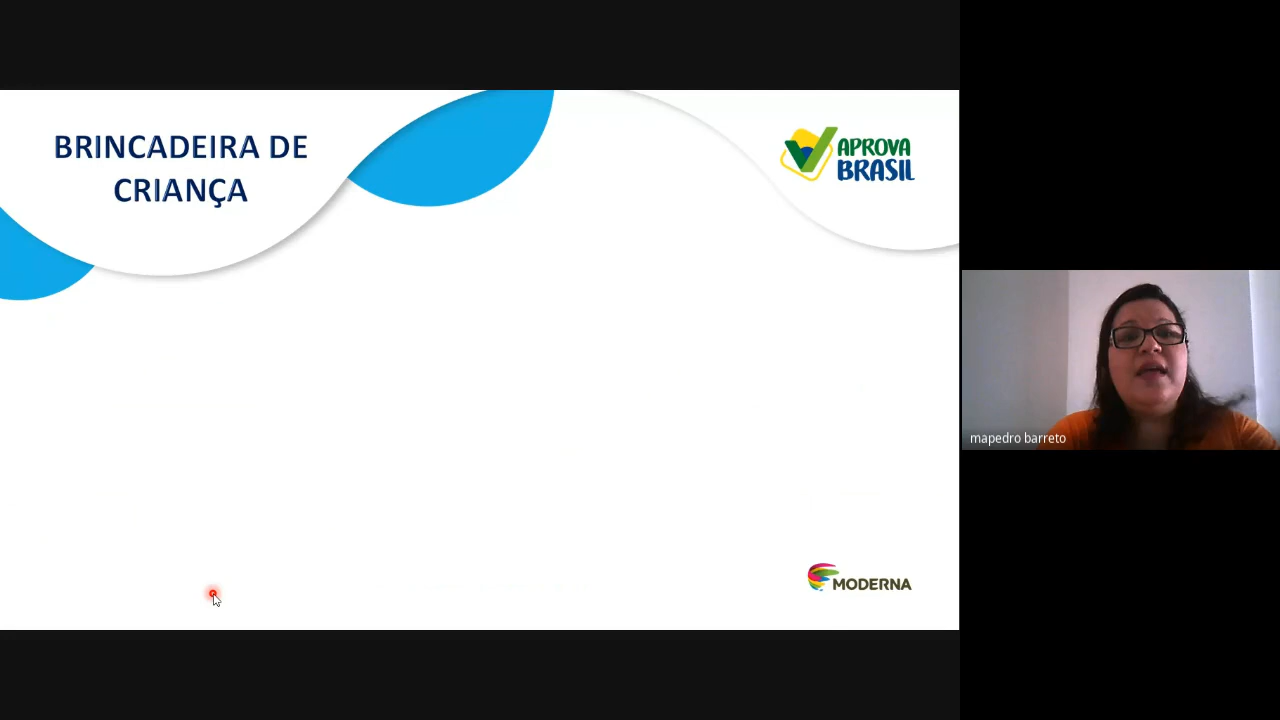 BRINCADEIRA DE
CRIANÇA
APROVA
BRASIL
mapedro barreto
MODERNA